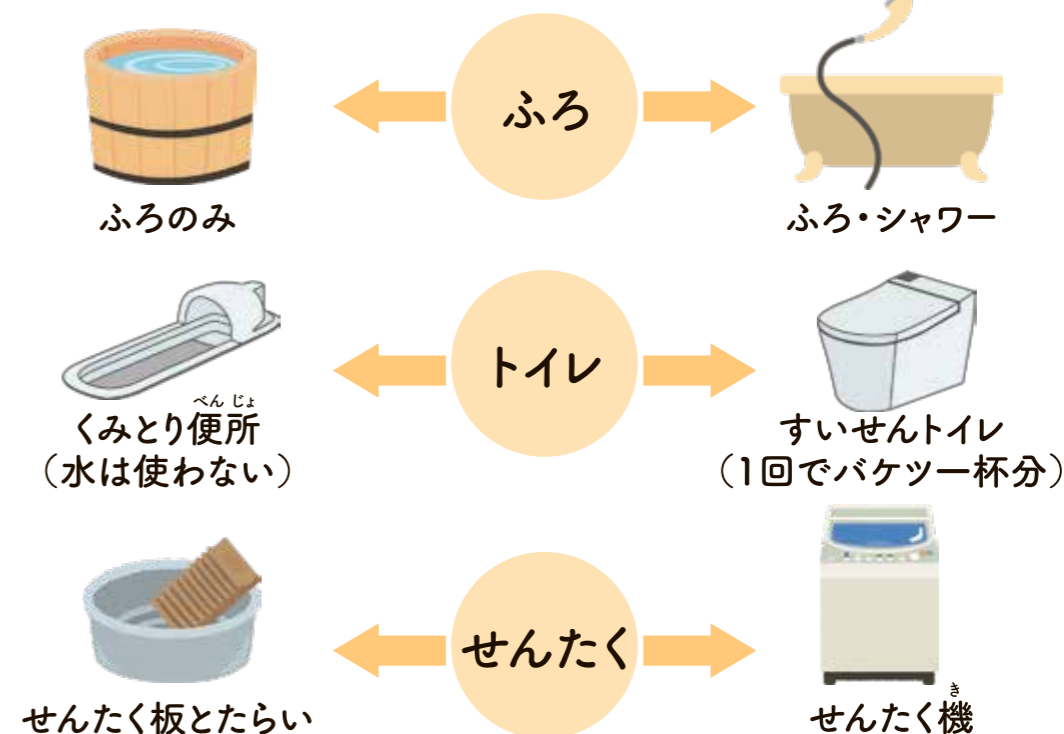 ふろ
ふろのみ
ふろ・シャワー
トイレ
べんじょ
くみとり便所
（水は使わない）
すいせんトイレ
（1回でバケツ一杯分）
せんたく
せんたく板とたらい
き
せんたく機